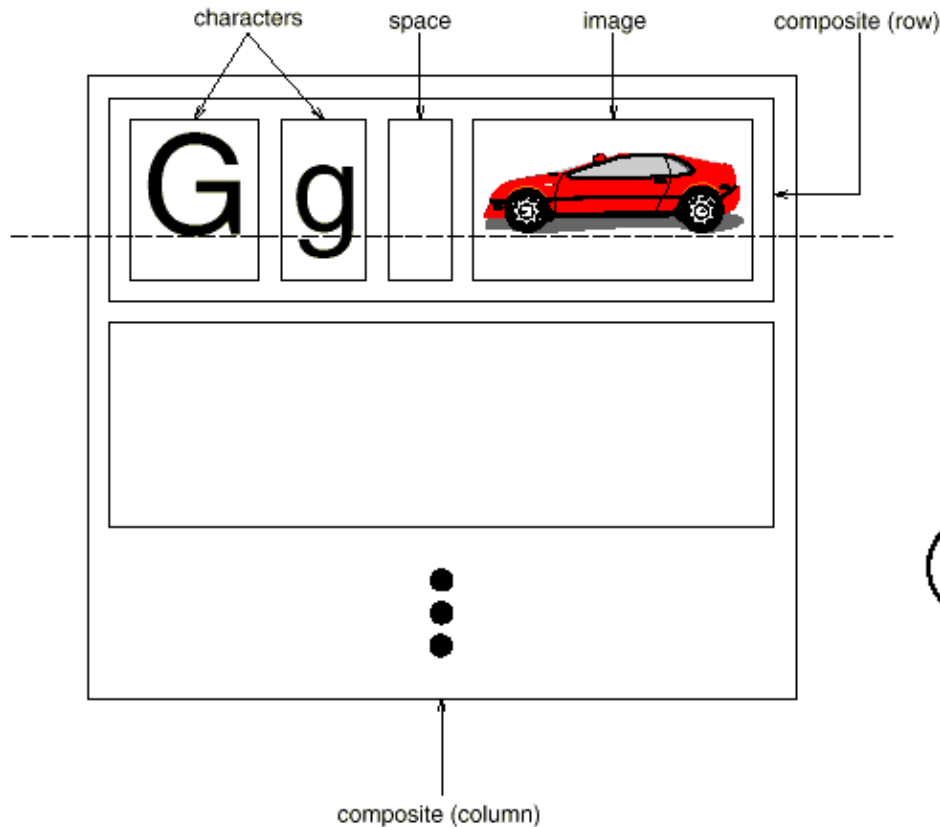 characters space image composite (row)
G g
composite (column)